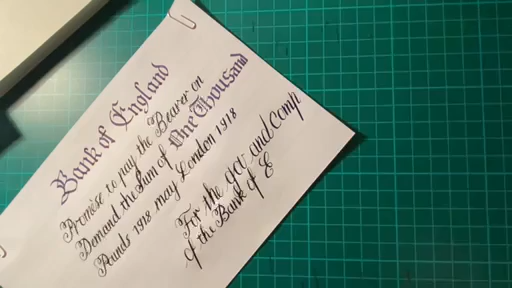 Bank of England
Promise to pay the Bearer on
Demand the Sum of One Thousand
Pounds 1918 may London 1918
For the gov and Comp
of the Bank of E